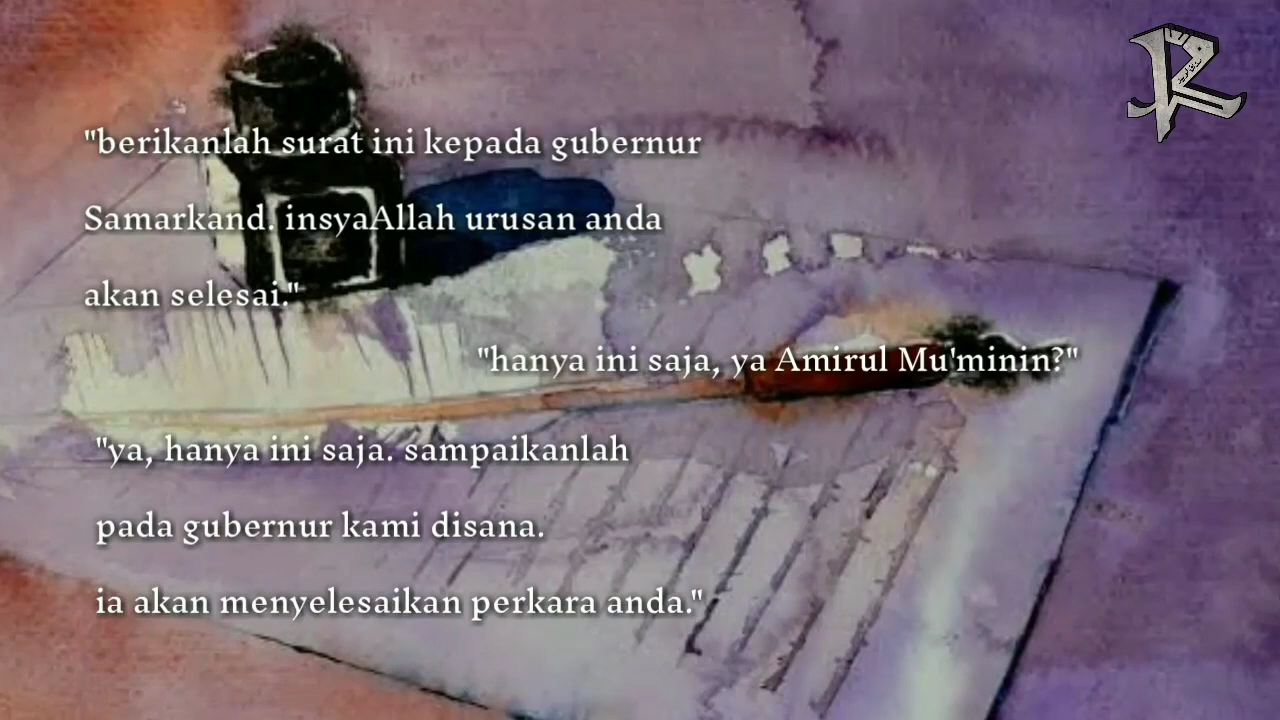 "berikanlah surat ini kepada gubernur
Samarkand. insyaAllah urusan anda
akan selesai."
"hanya ini saja, ya Amirul Mu'minin?"
"ya, hanya ini saja. sampaikanlah
pada gubernur kami disana.
ia akan menyelesaikan perkara anda."